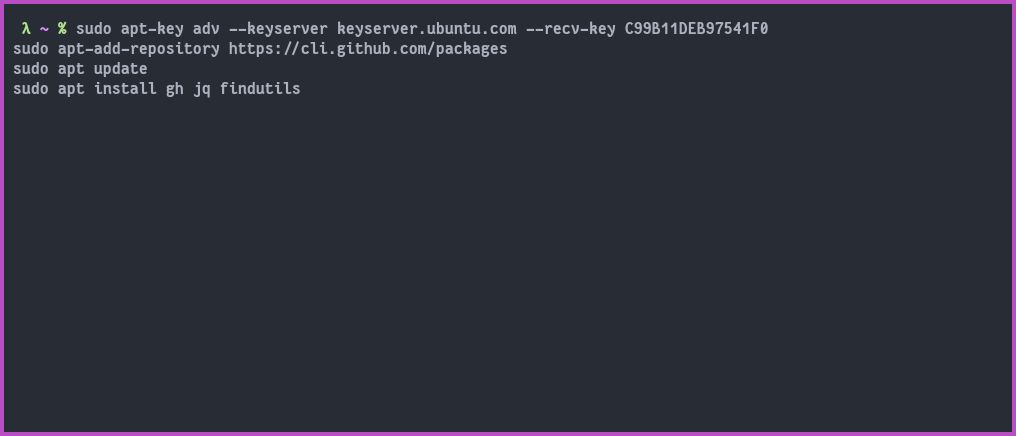 λ ~ % sudo apt-key adv --keyserver keyserver.ubuntu.com --recv-key C99B11DEB97541F0
sudo apt-add-repository https://cli.github.com/packages
sudo apt update
sudo apt install gh jq findutils